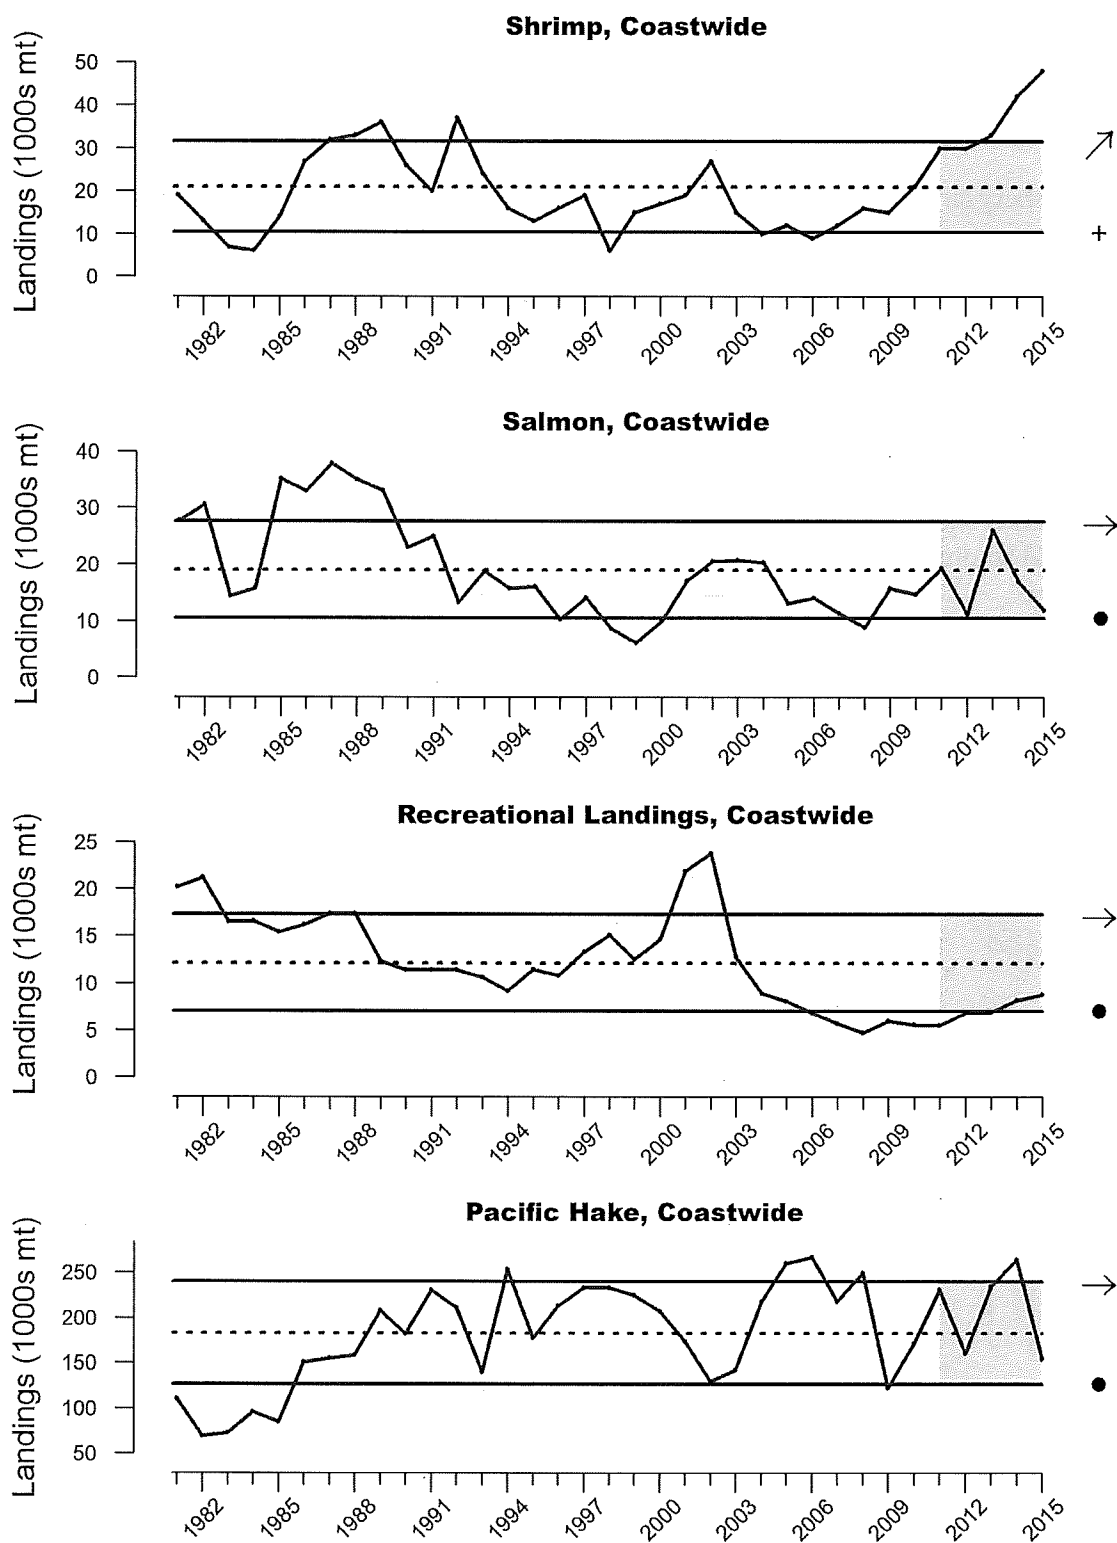 Shrimp, Coastwide
Landings (1000s mt)
50
40
30
20
10
0
+
1982 1985 1988 1991 1994 1997 2000 2003 2006 2009 2012 2015
Salmon, Coastwide
Landings (1000s mt)
40
30
20
10
0
1982 1985 1988 1991 1994 1997 2000 2003 2006 2009 2012 2015
Recreational Landings, Coastwide
Landings (1000s mt)
25
20
15
10
5
0
1982 1985 1988 1991 1994 1997 2000 2003 2006 2009 2012 2015
Pacific Hake, Coastwide
Landings (1000s mt)
250
200
150
100
50
1982 1985 1988 1991 1994 1997 2000 2003 2006 2009 2012 2015